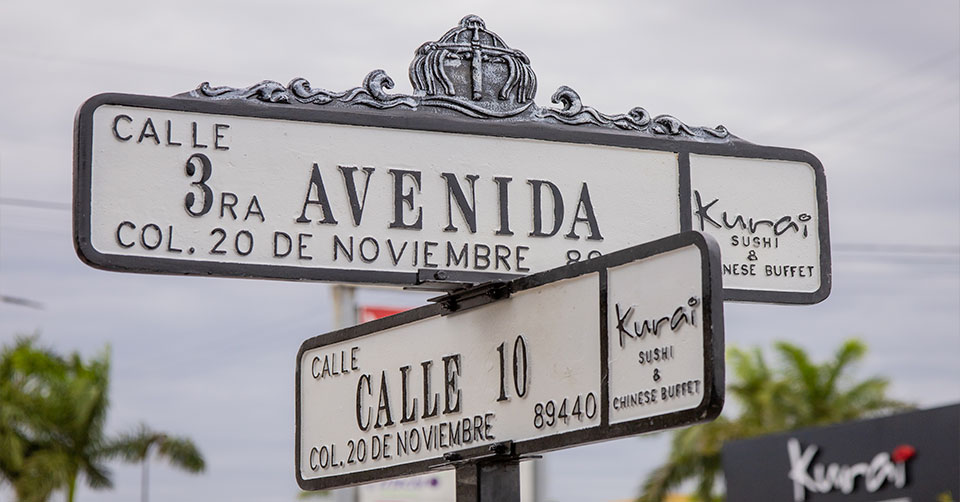 CALLE
3RA AVENIDA
COL. 20 DE NOVIEMBRE
Kurai
SUSHI
&
BUFFET
CALLE
CALLE 10
COL. 20 DE NOVIEMBRE
89440
Kurai
SUSHI
&
CHINESE BUFFET
Kurai